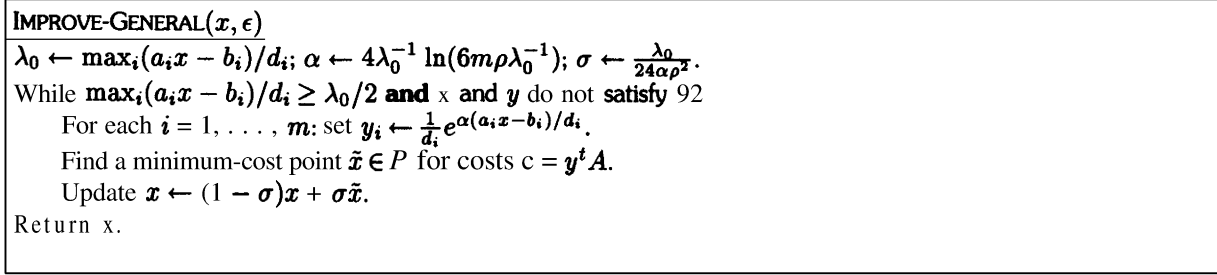 IMPROVE-GENERAL(x, ϵ)
λ₀ ← maxᵢ(aᵢx − bᵢ)/dᵢ; α ← 4λ₀⁻¹ ln(6mρλ₀⁻¹); σ ← λ₀/(24αρ²).
While maxᵢ(aᵢx − bᵢ)/dᵢ ≥ λ₀/2 and x and y do not satisfy 92
For each i = 1, . . . , m: set yᵢ ← (1/dᵢ)e^{α(aᵢx−bᵢ)/dᵢ}.
Find a minimum-cost point x̃ ∈ P for costs c = yᵗA.
Update x ← (1 − σ)x + σx̃.
Return x.